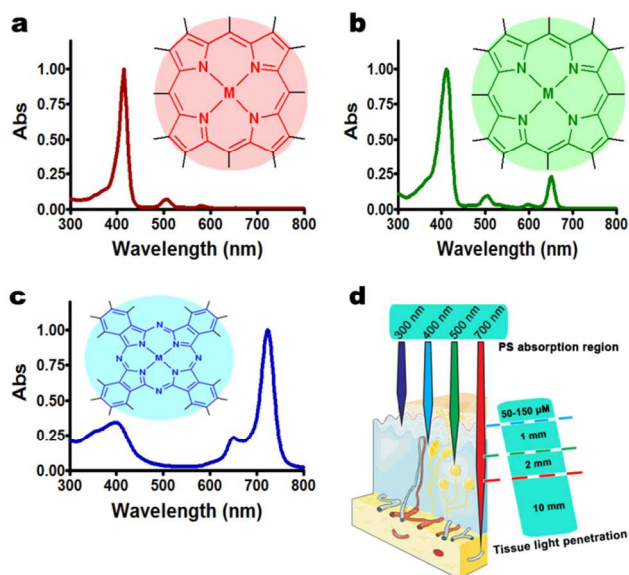 a
1.00
0.75
0.50
0.25
0.00
Abs
300 400 500 600 700 800
Wavelength (nm)
N N
M
N N
b
1.00
0.75
0.50
0.25
0.00
Abs
300 400 500 600 700 800
Wavelength (nm)
N N
M
N N
c
1.00
0.75
0.50
0.25
0.00
Abs
300 400 500 600 700 800
Wavelength (nm)
N
N N
N M N
N N
N
d
300 nm
400 nm
500 nm
700 nm
PS absorption region
50-150 μM
1 mm
2 mm
10 mm
Tissue light penetration